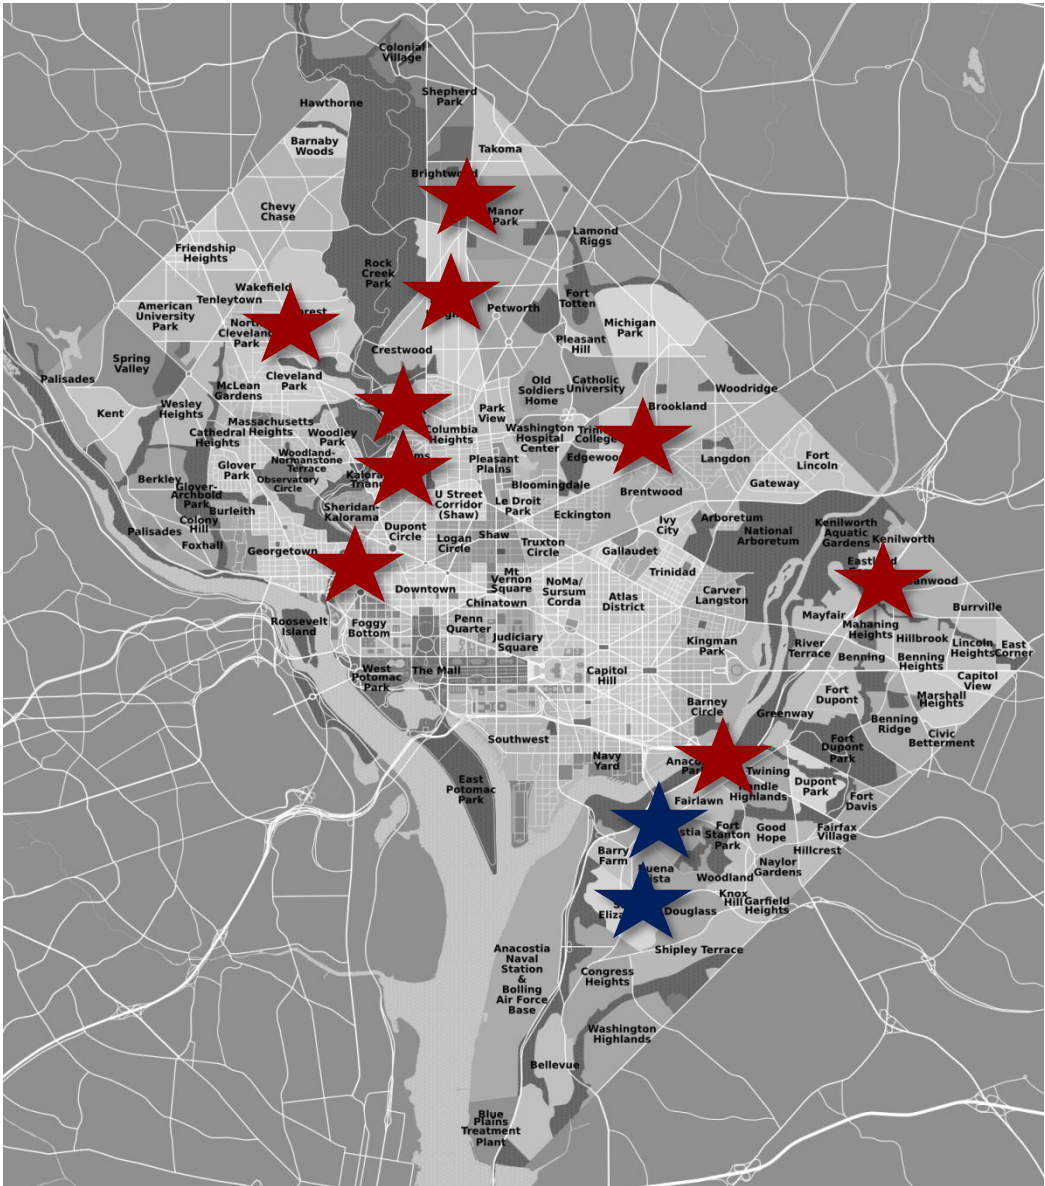 Colonial
Village
Shepherd
Park
Hawthorne
Barnaby
Woods
Takoma
Chevy
Chase
Manor
Park
Lamond
Riggs
Friendship
Heights
Rock
Creek
Park
Wakefield
Tenleytown
American
University
Park
Cleveland
Park
Fort
Totten
Petworth
Michigan
Park
Pleasant
Hill
Crestwood
Spring
Valley
Palisades
Cleveland
Park
McLean
Gardens
Old
Soldiers
Home
Catholic
University
Woodridge
Kent
Wesley
Heights
Park
View
Brookland
Massachusetts
Heights
Cathedral
Heights
Woodley
Park
Columbia
Heights
Washington
Hospital
Center
College
Woodland-
Normanstone
Terrace
Glover
Park
Observatory
Circle
Pleasant
Plains
Langdon
Fort
Lincoln
Berkley
Glover-
Archbold
Park
Bloomingdale
Brentwood
Gateway
Burleith
Colony
Hill
Sheridan-
Kalorama
U Street
Corridor
(Shaw)
Le Droit
Park
Eckington
Palisades
Foxhall
Dupont
Circle
Logan
Circle
Shaw
Truxton
Circle
Ivy
City
Arboretum
National
Arboretum
Kenilworth
Aquatic
Gardens
Kenilworth
Georgetown
Gallaudet
Trinidad
Downtown
Mt
Vernon
Square
Chinatown
NoMa/
Sursum
Corda
Atlas
District
Carver
Langston
Mayfair
Burrville
Roosevelt
Island
Foggy
Bottom
Penn
Quarter
Judiciary
Square
Kingman
Park
River
Terrace
Mahaning
Heights
Hillbrook
Lincoln
Heights
East
Corner
West
Potomac
Park
The Mall
Capitol
Hill
Benning
Benning
Heights
Capitol
View
Barney
Circle
Greenway
Fort
Dupont
Marshall
Heights
Benning
Ridge
Civic
Betterment
Southwest
Navy
Yard
Fort
Dupont
Park
Twining
East
Potomac
Park
Fairlawn
Highlands
Dupont
Park
Fort
Davis
Fort
Stanton
Park
Good
Hope
Fairfax
Village
Hillcrest
Barry
Farm
Naylor
Gardens
Woodland
Knox
Hill
Garfield
Heights
Douglass
Shipley Terrace
Anacostia
Naval
Station
&
Bolling
Air Force
Base
Congress
Heights
Washington
Highlands
Bellevue
Blue
Plains
Treatment
Plant